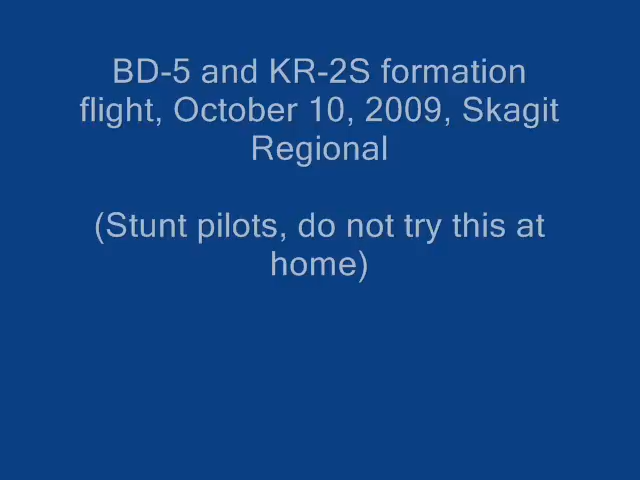 BD-5 and KR-2S formation
flight, October 10, 2009, Skagit
Regional
(Stunt pilots, do not try this at
home)